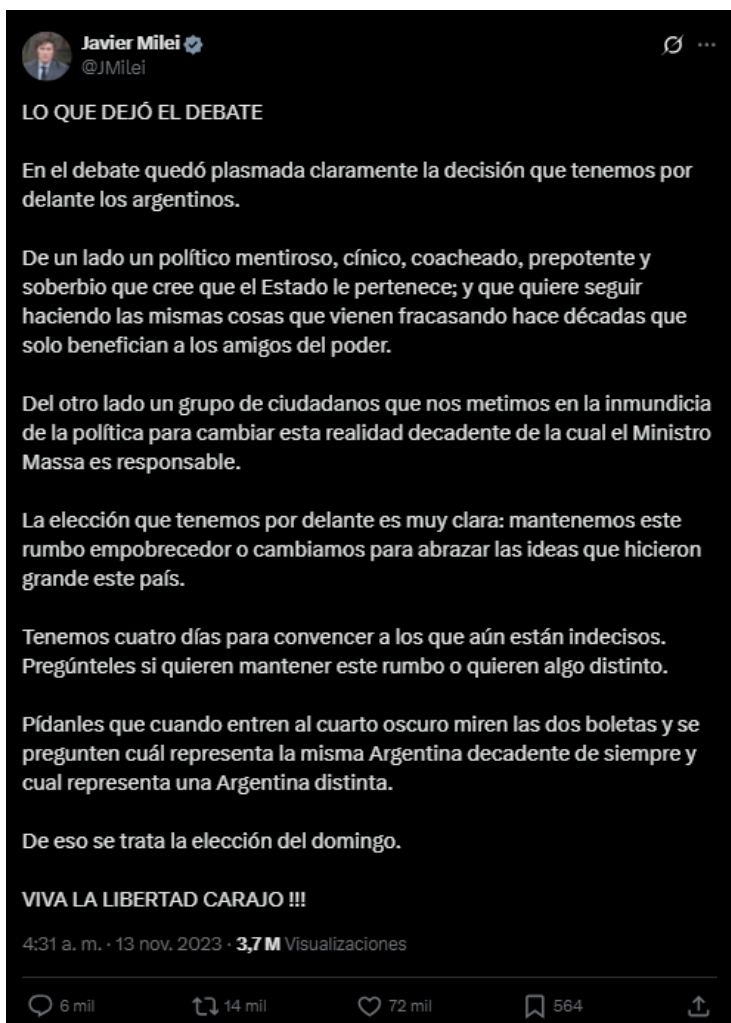 Javier Milei
@JMilei
LO QUE DEJÓ EL DEBATE
En el debate quedó plasmada claramente la decisión que tenemos por
delante los argentinos.
De un lado un político mentiroso, cínico, coacheado, prepotente y
soberbio que cree que el Estado le pertenece; y que quiere seguir
haciendo las mismas cosas que vienen fracasando hace décadas que
solo benefician a los amigos del poder.
Del otro lado un grupo de ciudadanos que nos metimos en la inmundicia
de la política para cambiar esta realidad decadente de la cual el Ministro
Massa es responsable.
La elección que tenemos por delante es muy clara: mantenemos este
rumbo empobrecedor o cambiamos para abrazar las ideas que hicieron
grande este país.
Tenemos cuatro días para convencer a los que aún están indecisos.
Pregúnteles si quieren mantener este rumbo o quieren algo distinto.
Pídanles que cuando entren al cuarto oscuro miren las dos boletas y se
pregunten cuál representa la misma Argentina decadente de siempre y
cual representa una Argentina distinta.
De eso se trata la elección del domingo.
VIVA LA LIBERTAD CARAJO !!!
4:31 a. m. · 13 nov. 2023 · 3,7 M Visualizaciones
6 mil 14 mil 72 mil 564